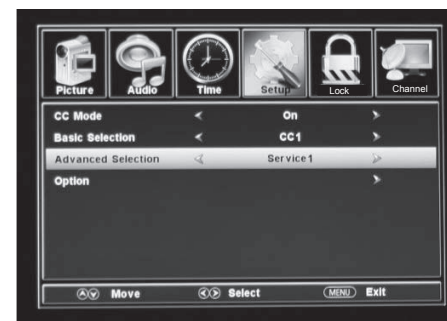 Picture Audio Time Setup Lock Channel
CC Mode On
Basic Selection CC1
Advanced Selection Service1
Option
Move Select MENU Exit